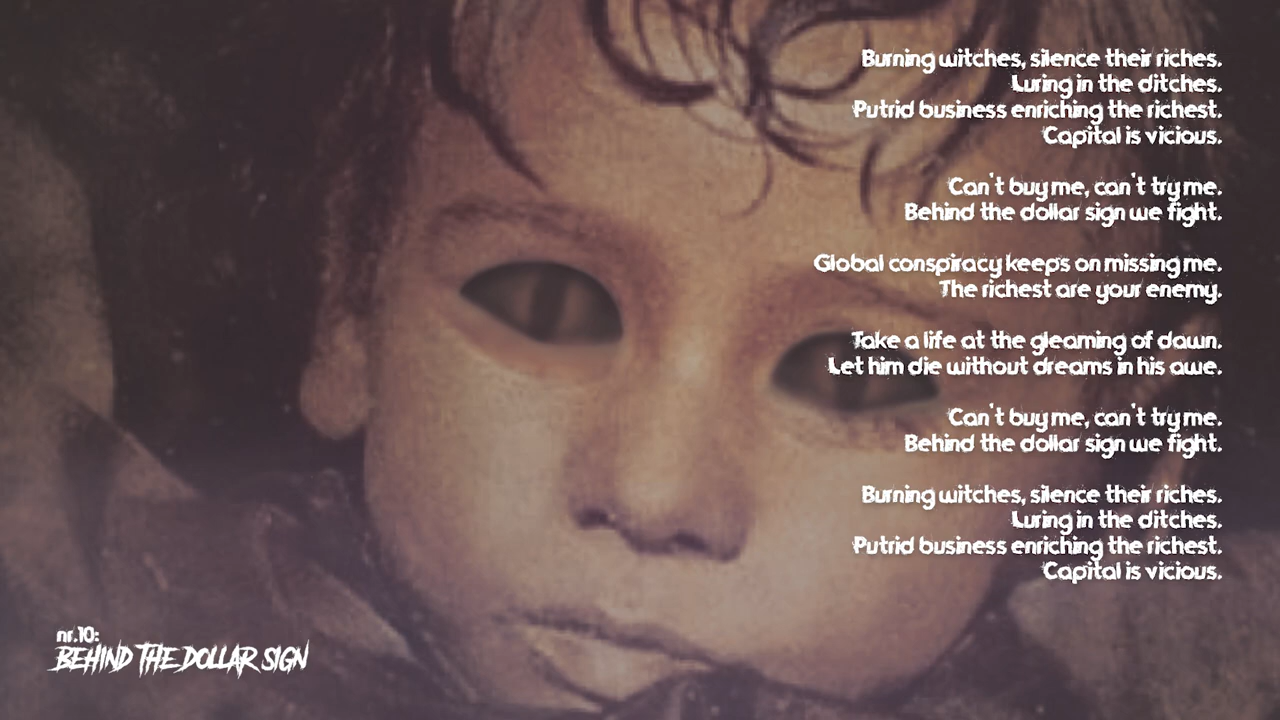 Burning witches, silence their riches.
Luring in the ditches.
Putrid business enriching the richest.
Capital is vicious.
Can't buy me, can't try me.
Behind the dollar sign we fight.
Global conspiracy keeps on missing me.
The richest are your enemy.
Take a life at the gleaming of dawn.
Let him die without dreams in his awe.
Can't buy me, can't try me.
Behind the dollar sign we fight.
Burning witches, silence their riches.
Luring in the ditches.
Putrid business enriching the richest.
Capital is vicious.
nr.10:
BEHIND THE DOLLAR SIGN